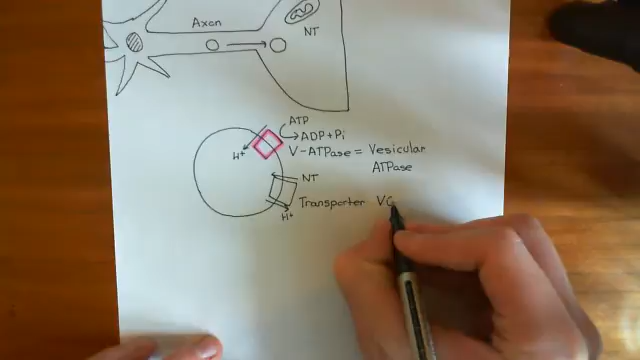 Axon
NT
ATP
ADP + Pi
H+
V-ATPase = Vesicular
ATPase
NT
Transporter
H+